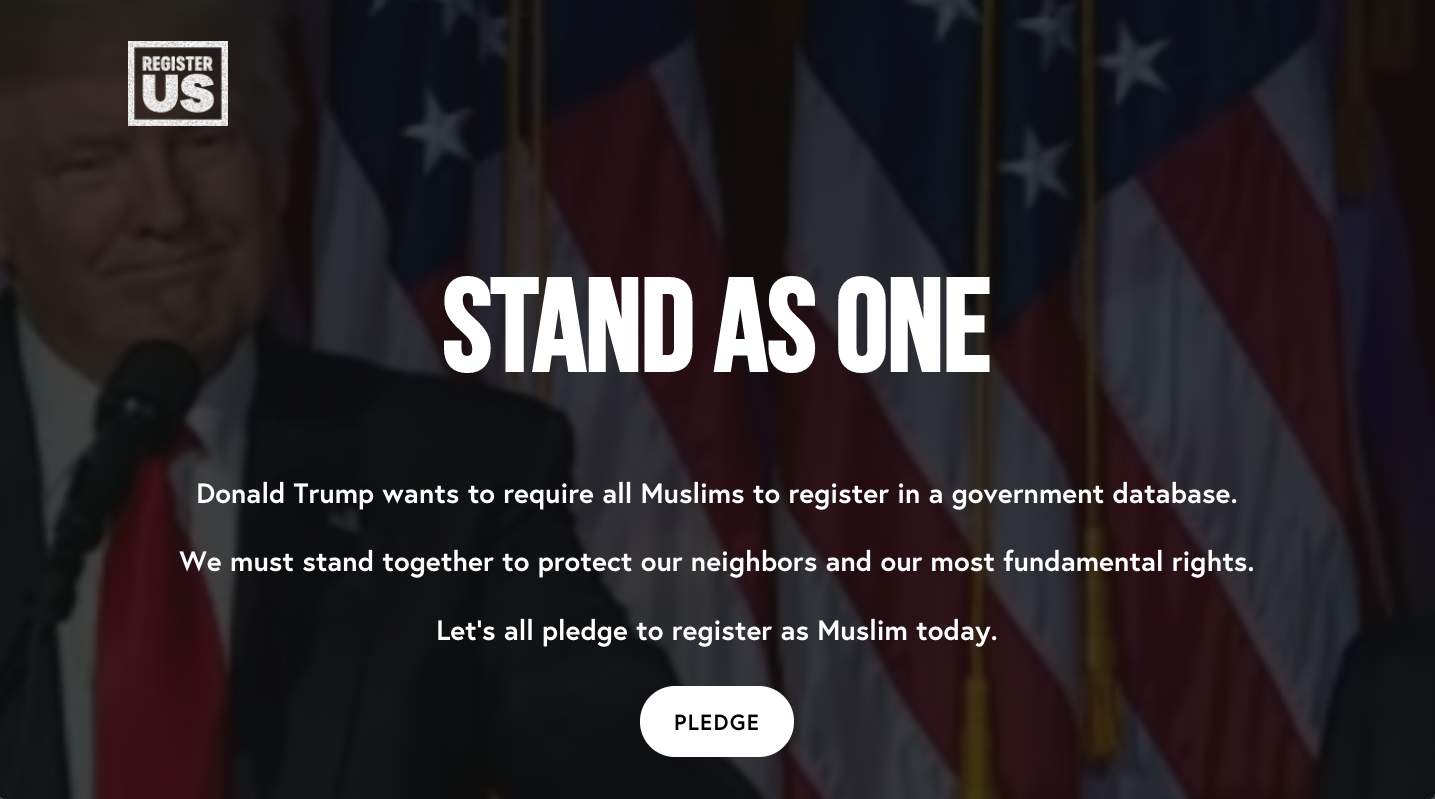 REGISTER
US
STAND AS ONE
Donald Trump wants to require all Muslims to register in a government database.
We must stand together to protect our neighbors and our most fundamental rights.
Let's all pledge to register as Muslim today.
PLEDGE